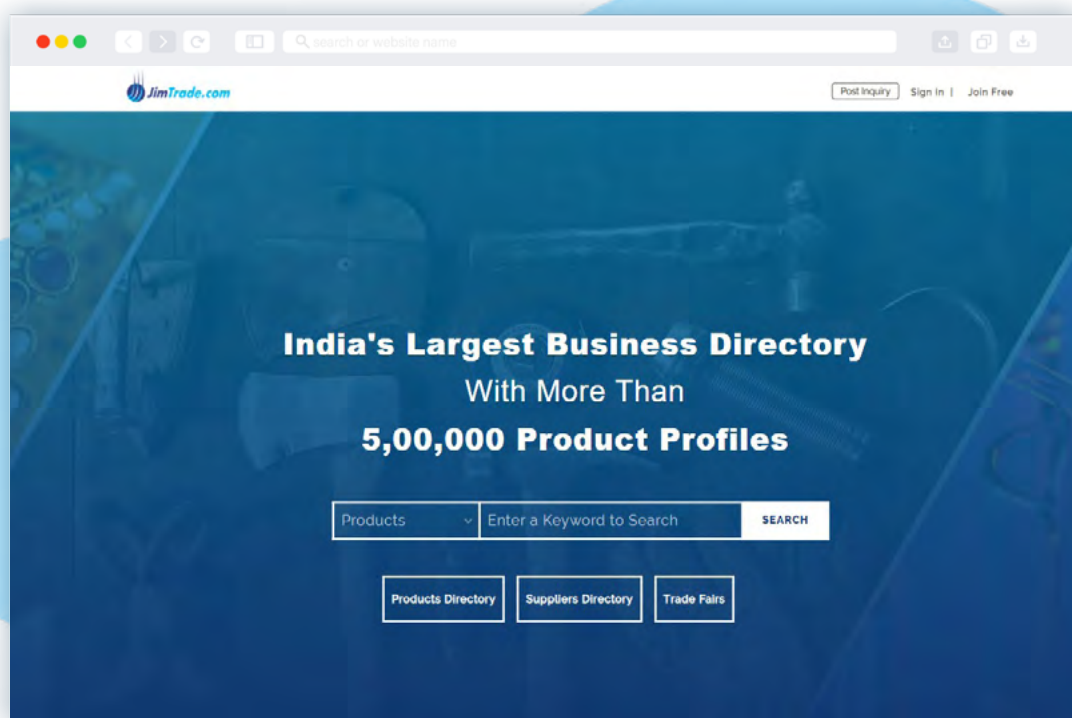 search or website name
JimTrade.com
Post Inquiry Sign In | Join Free
India's Largest Business Directory
With More Than
5,00,000 Product Profiles
Products Enter a Keyword to Search SEARCH
Products Directory Suppliers Directory Trade Fairs